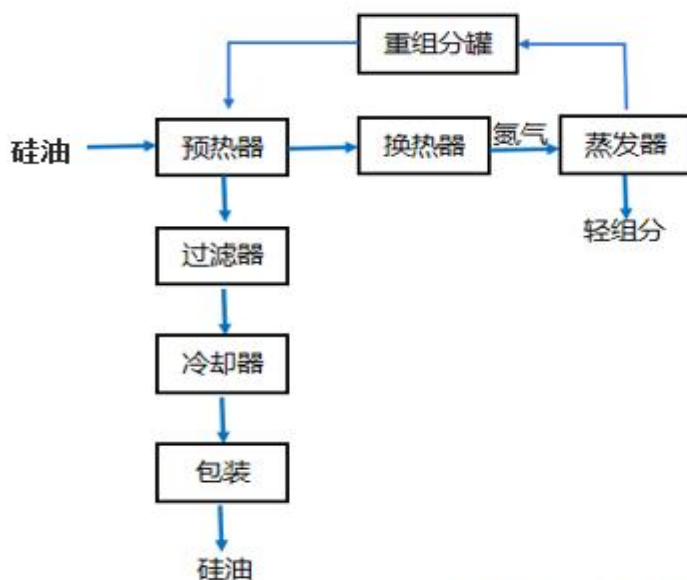 重组分罐
硅油
预热器
换热器
氮气
蒸发器
轻组分
过滤器
冷却器
包装
硅油